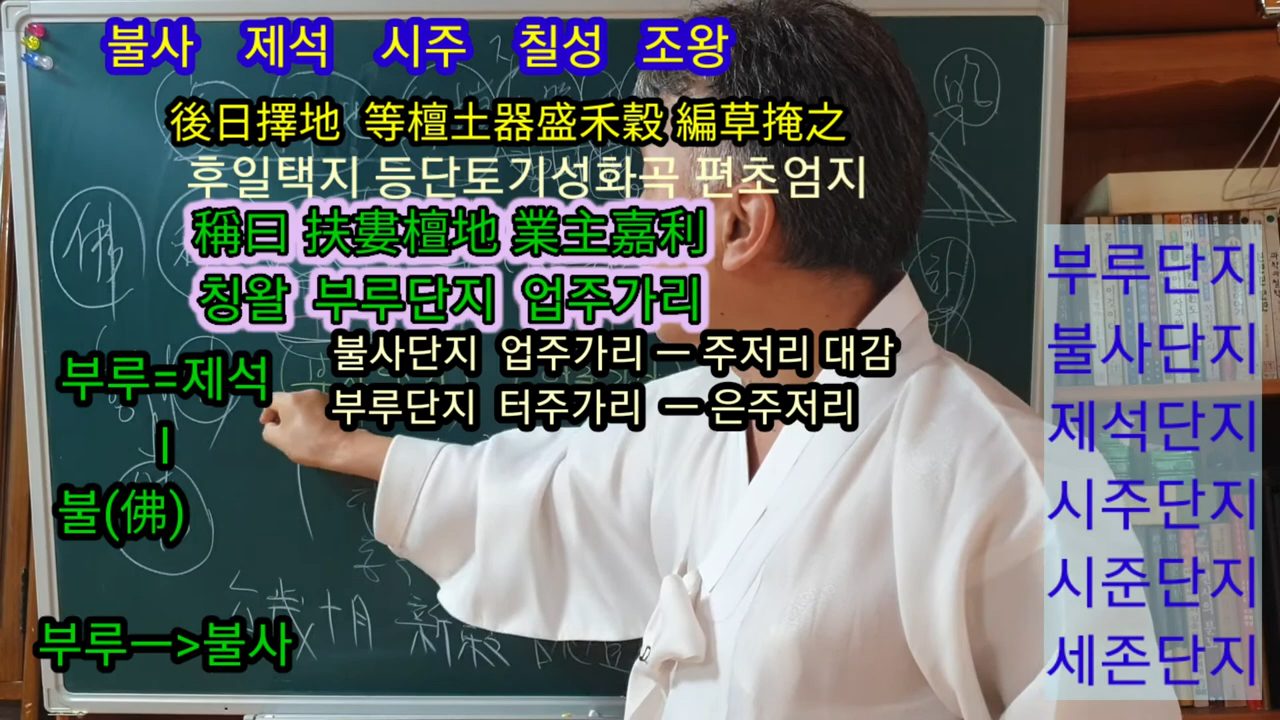 불사 제석 시주 칠성 조왕
後日擇地 等檀土器盛禾穀 編草掩之
후일택지 등단토기성화곡 편초엄지
稱曰 扶婁檀地 業主嘉利
칭왈 부루단지 업주가리
불사단지 업주가리 ㅡ 주저리 대감
부루단지 터주가리 ㅡ 은주저리
부루=제석
ㅣ
불(佛)
부루ㅡ>불사
부루단지
불사단지
제석단지
시주단지
시준단지
세존단지
佛